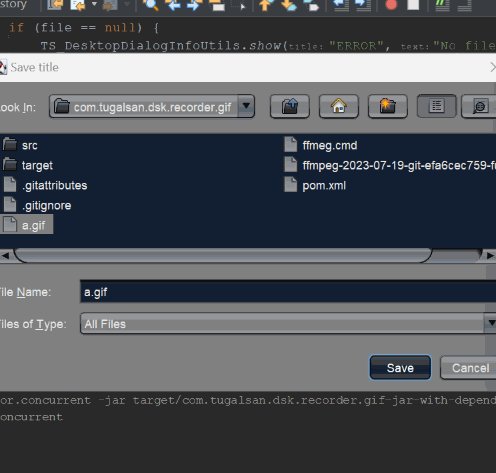 story
if (file == null) {
TS_DesktopDialogInfoUtils.show(title: "ERROR", text: "No file
Save title
ook In:
com.tugalsan.dsk.recorder.gif
src
target
.gitattributes
.gitignore
a.gif
ffmeg.cmd
ffmpeg-2023-07-19-git-efa6cec759-fu
pom.xml
ile Name:
a.gif
iles of Type:
All Files
Save
Cancel
or.concurrent -jar target/com.tugalsan.dsk.recorder.gif-jar-with-depend
oncurrent